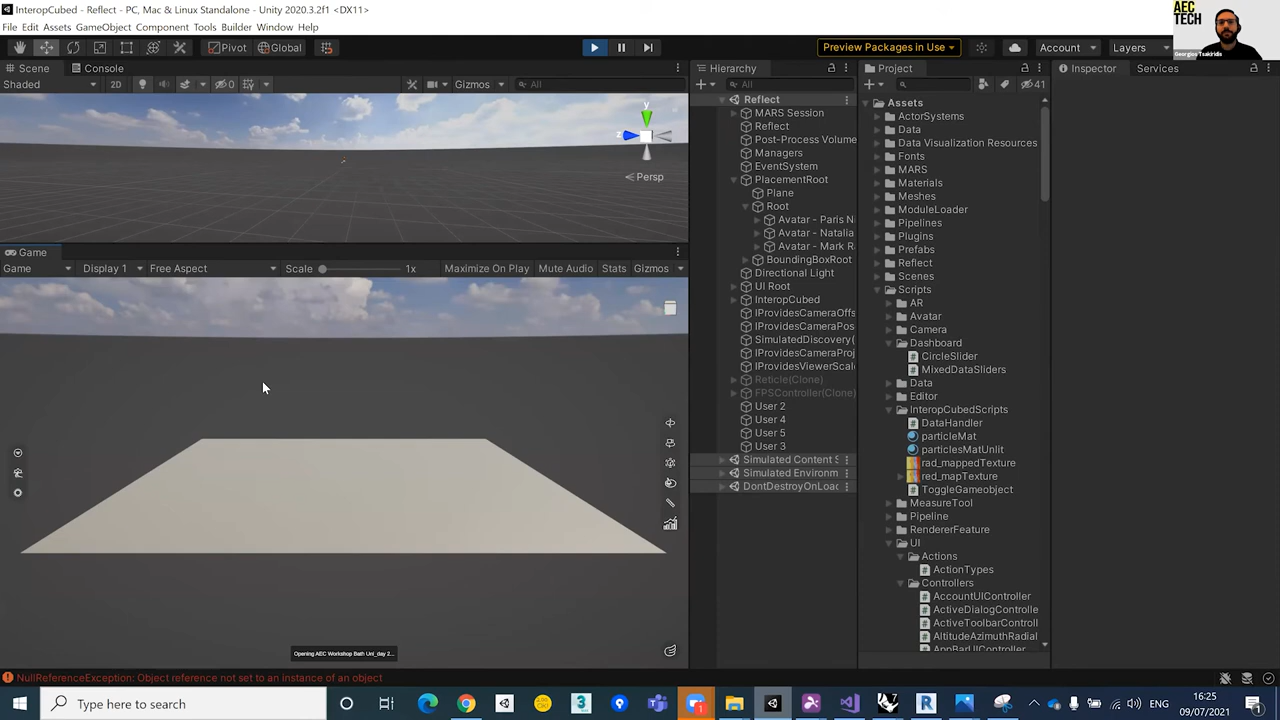 InteropCubed - Reflect - PC, Mac & Linux Standalone - Unity 2020.3.2f1 <DX11>
File Edit Assets GameObject Component Tools Build Window Help
Pivot Global Preview Packages in Use Account Layers
AEC
TECH
Georgios Tsakiridis
Scene Console
Shaded 2D 0 Gizmos All
y
z
Persp
Game
Game Display 1 Free Aspect Scale 1x Maximize On Play Mute Audio Stats Gizmos
Opening AEC Workshop Bath Uni_day 2...
Hierarchy
All
Reflect
MARS Session
Reflect
Post-Process Volume
Managers
EventSystem
PlacementRoot
Plane
Root
Avatar - Paris N
Avatar - Natalia
Avatar - Mark R
BoundingBoxRoot
Directional Light
UI Root
InteropCubed
IProvidesCameraOffs
IProvidesCameraPos
SimulatedDiscovery(
IProvidesCameraProj
IProvidesViewerScal
Reticle(Clone)
FPSController(Clone)
User 2
User 4
User 5
User 3
Simulated Content S
Simulated Environm
DontDestroyOnLoad
Project
41
Assets
ActorSystems
Data
Data Visualization Resources
Fonts
MARS
Materials
Meshes
ModuleLoader
Pipelines
Plugins
Prefabs
Reflect
Scenes
Scripts
AR
Avatar
Camera
Dashboard
CircleSlider
MixedDataSliders
Data
Editor
InteropCubedScripts
DataHandler
particleMat
particlesMatUnlit
rad_mappedTexture
red_mapTexture
ToggleGameobject
MeasureTool
Pipeline
RendererFeature
UI
Actions
ActionTypes
Controllers
AccountUIController
ActiveDialogControlle
ActiveToolbarControll
AltitudeAzimuthRadial
AppBarUIController
Inspector Services
NullReferenceException: Object reference not set to an instance of an object
Type here to search
1
ENG
16:25
09/07/2021